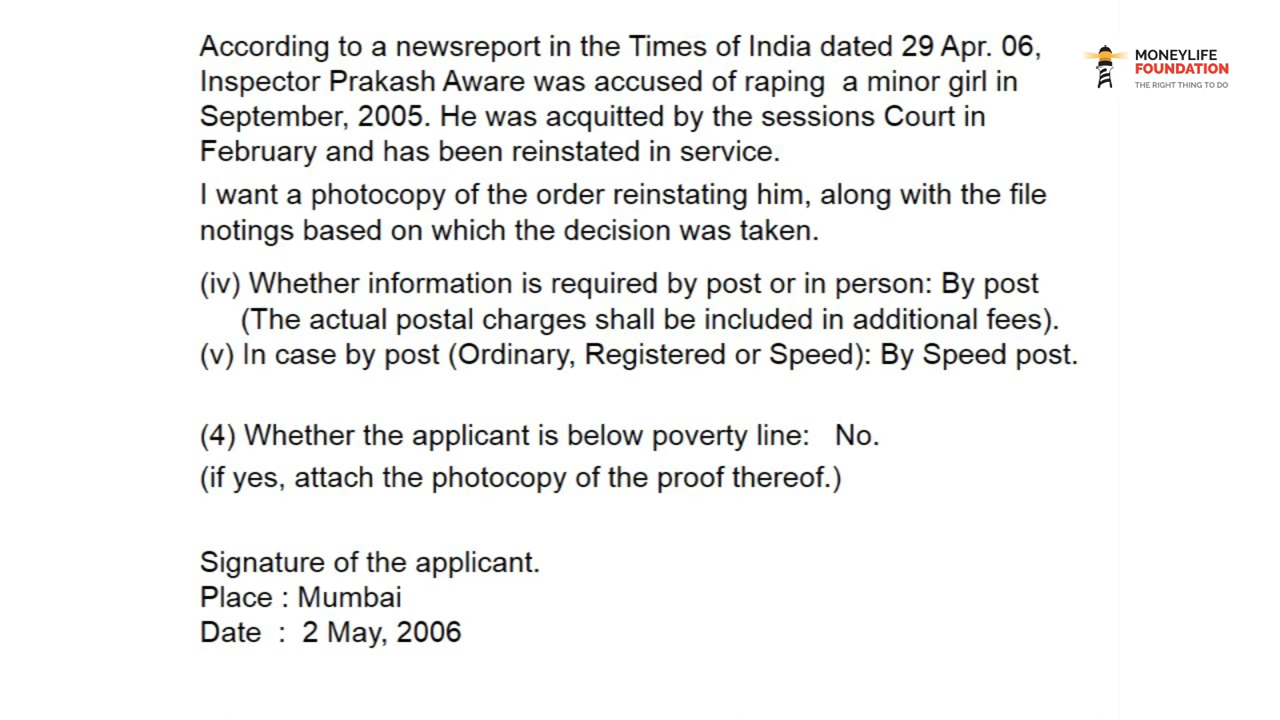 According to a newsreport in the Times of India dated 29 Apr. 06,
Inspector Prakash Aware was accused of raping  a minor girl in
September, 2005. He was acquitted by the sessions Court in
February and has been reinstated in service.
I want a photocopy of the order reinstating him, along with the file
notings based on which the decision was taken.
(iv) Whether information is required by post or in person: By post
(The actual postal charges shall be included in additional fees).
(v) In case by post (Ordinary, Registered or Speed): By Speed post.
(4) Whether the applicant is below poverty line:   No.
(if yes, attach the photocopy of the proof thereof.)
Signature of the applicant.
Place : Mumbai
Date  :  2 May, 2006
MONEYLIFE
FOUNDATION
THE RIGHT THING TO DO